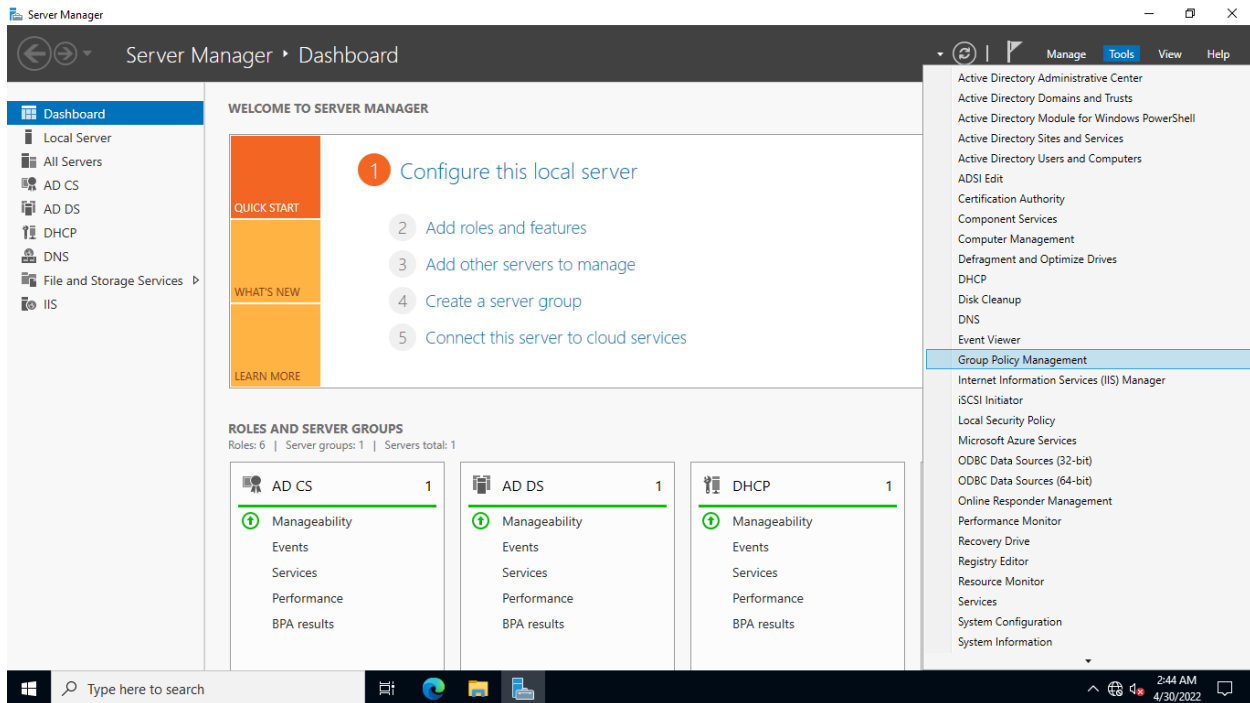 Server Manager
Server Manager ‣ Dashboard
Manage Tools View Help
Dashboard
Local Server
All Servers
AD CS
AD DS
DHCP
DNS
File and Storage Services
IIS
WELCOME TO SERVER MANAGER
QUICK START
WHAT'S NEW
LEARN MORE
1 Configure this local server
2 Add roles and features
3 Add other servers to manage
4 Create a server group
5 Connect this server to cloud services
ROLES AND SERVER GROUPS
Roles: 6 | Server groups: 1 | Servers total: 1
AD CS 1
Manageability
Events
Services
Performance
BPA results
AD DS 1
Manageability
Events
Services
Performance
BPA results
DHCP 1
Manageability
Events
Services
Performance
BPA results
Active Directory Administrative Center
Active Directory Domains and Trusts
Active Directory Module for Windows PowerShell
Active Directory Sites and Services
Active Directory Users and Computers
ADSI Edit
Certification Authority
Component Services
Computer Management
Defragment and Optimize Drives
DHCP
Disk Cleanup
DNS
Event Viewer
Group Policy Management
Internet Information Services (IIS) Manager
iSCSI Initiator
Local Security Policy
Microsoft Azure Services
ODBC Data Sources (32-bit)
ODBC Data Sources (64-bit)
Online Responder Management
Performance Monitor
Recovery Drive
Registry Editor
Resource Monitor
Services
System Configuration
System Information
Type here to search
2:44 AM
4/30/2022